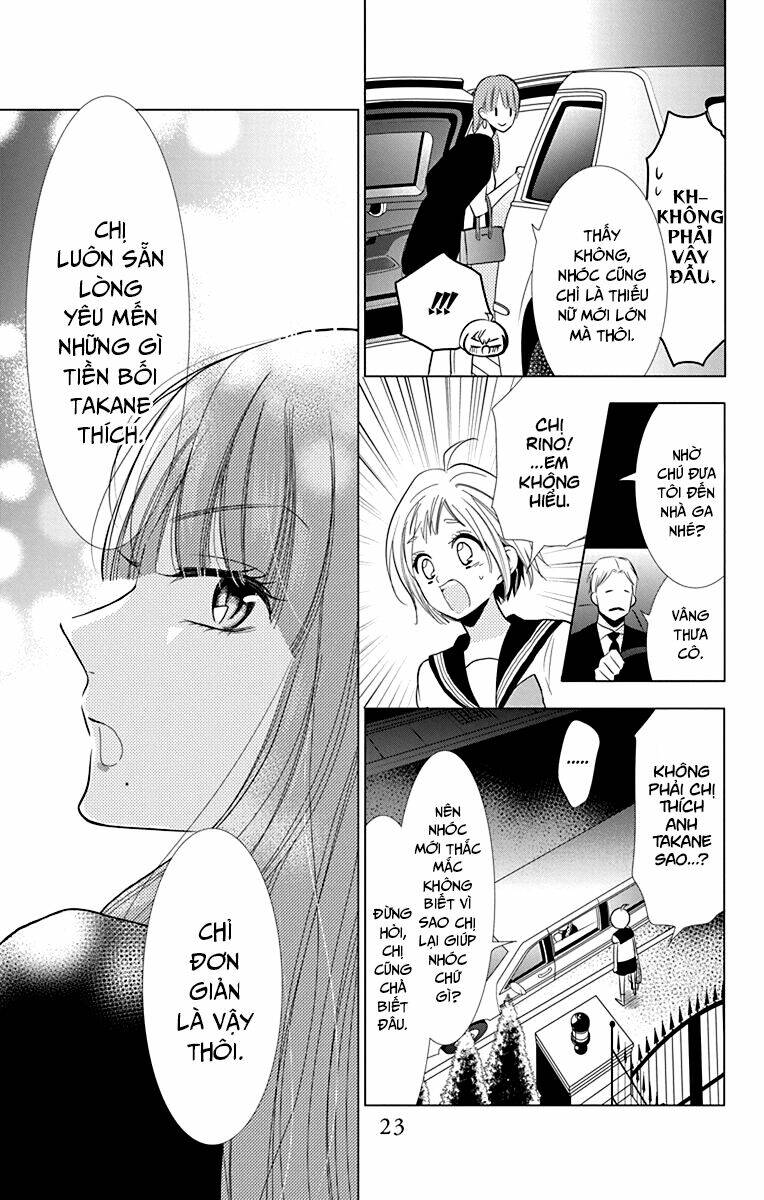 KH-
KHÔNG
PHẢI
VẬY
ĐÂU.
THẤY
KHÔNG,
NHÓC CŨNG
CHỈ LÀ THIẾU
NỮ MỚI LỚN
MÀ THÔI.
!!!
NHỜ
CHÚ ĐƯA
TÔI ĐẾN
NHÀ GA
NHÉ?
VÂNG
THƯA
CÔ.
CHỊ
RINO!
...EM
KHÔNG
HIỂU.
KHÔNG
PHẢI CHỊ
THÍCH
ANH
TAKANE
SAO...?
.....
NÊN
NHÓC
MỚI THẮC
MẮC
KHÔNG
BIẾT VÌ
SAO CHỊ
LẠI GIÚP
NHÓC
CHỨ
GÌ?
ĐỪNG
HỎI, CHỊ
CŨNG
CHẢ
BIẾT
ĐÂU.
CHỊ
LUÔN SẴN
LÒNG
YÊU MẾN
NHỮNG GÌ
TIỀN BỐI
TAKANE
THÍCH.
CHỈ
ĐƠN
GIẢN
LÀ VẬY
THÔI.
23